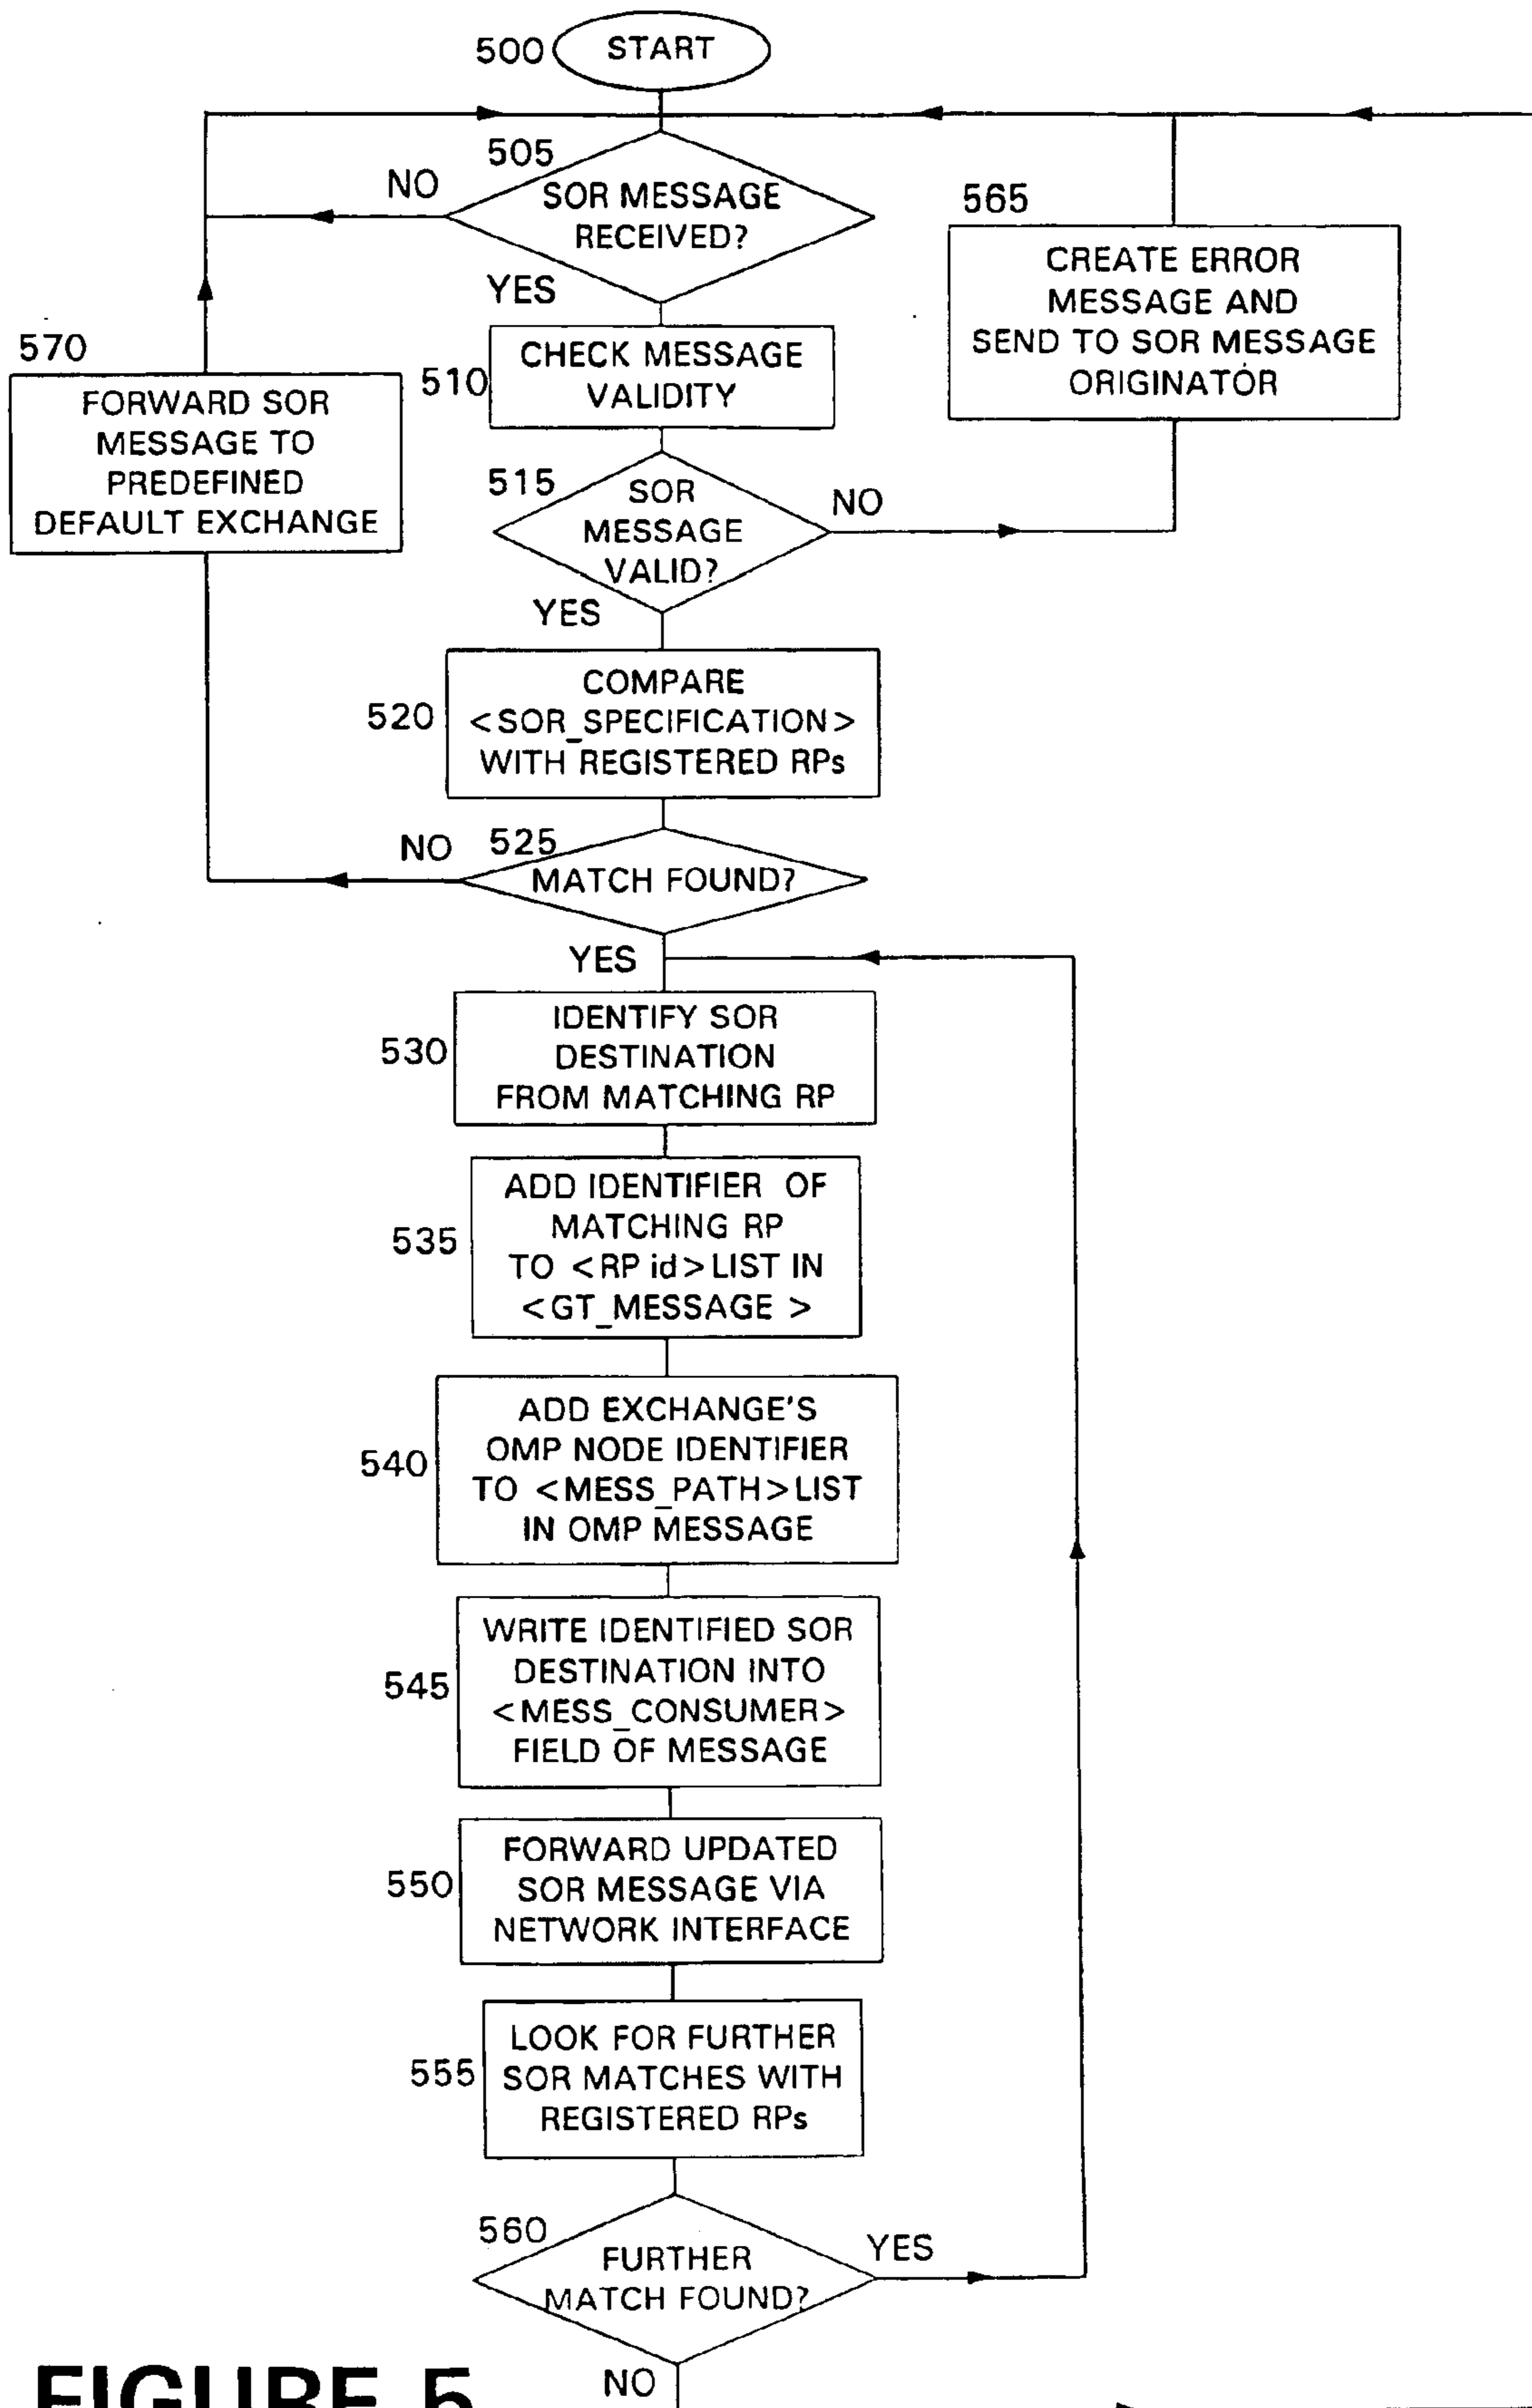 500
START
505
SOR MESSAGE
RECEIVED?
NO
YES
565
CREATE ERROR
MESSAGE AND
SEND TO SOR MESSAGE
ORIGINATOR
570
FORWARD SOR
MESSAGE TO
PREDEFINED
DEFAULT EXCHANGE
510
CHECK MESSAGE
VALIDITY
515
SOR
MESSAGE
VALID?
NO
YES
520
COMPARE
<SOR_SPECIFICATION>
WITH REGISTERED RPs
NO
525
MATCH FOUND?
YES
530
IDENTIFY SOR
DESTINATION
FROM MATCHING RP
535
ADD IDENTIFIER OF
MATCHING RP
TO <RP id> LIST IN
<GT_MESSAGE >
540
ADD EXCHANGE'S
OMP NODE IDENTIFIER
TO <MESS_PATH> LIST
IN OMP MESSAGE
545
WRITE IDENTIFIED SOR
DESTINATION INTO
<MESS_CONSUMER>
FIELD OF MESSAGE
550
FORWARD UPDATED
SOR MESSAGE VIA
NETWORK INTERFACE
555
LOOK FOR FURTHER
SOR MATCHES WITH
REGISTERED RPs
560
FURTHER
MATCH FOUND?
YES
NO
FIGURE 5